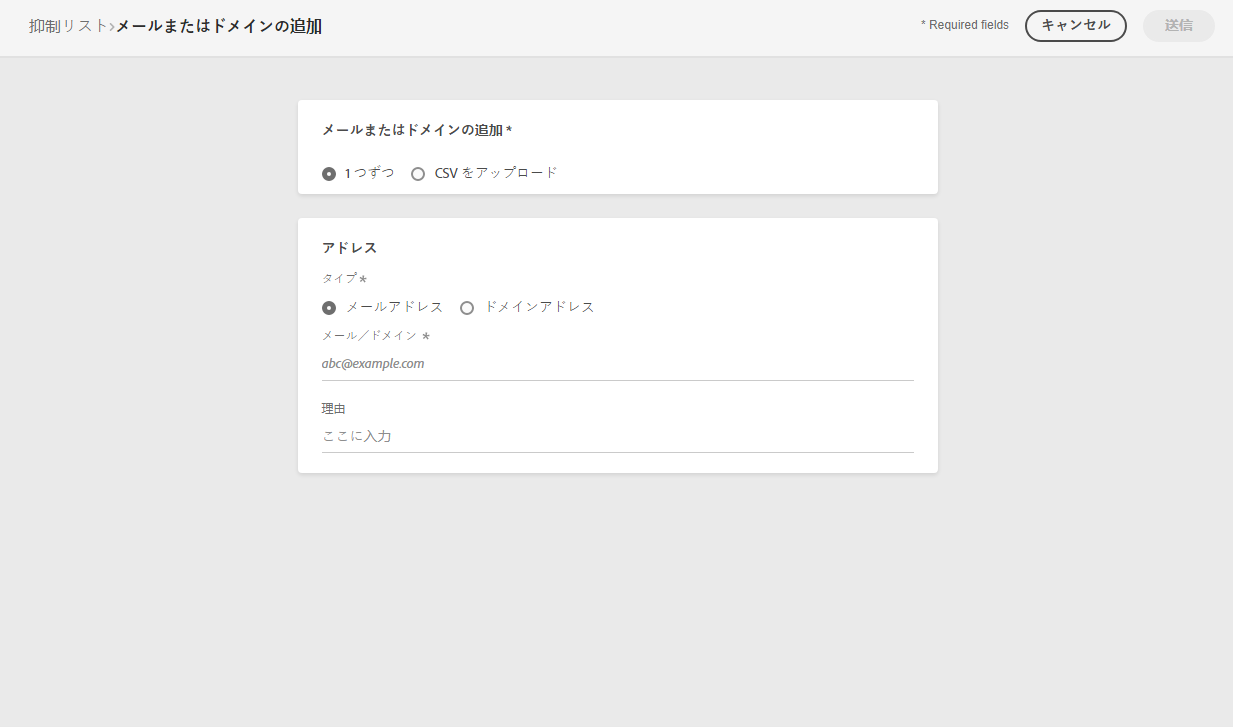 抑制リスト›メールまたはドメインの追加
* Required fields
キャンセル
送信
メールまたはドメインの追加 *
1 つずつ
CSV をアップロード
アドレス
タイプ *
メールアドレス
ドメインアドレス
メール／ドメイン *
abc@example.com
理由
ここに入力